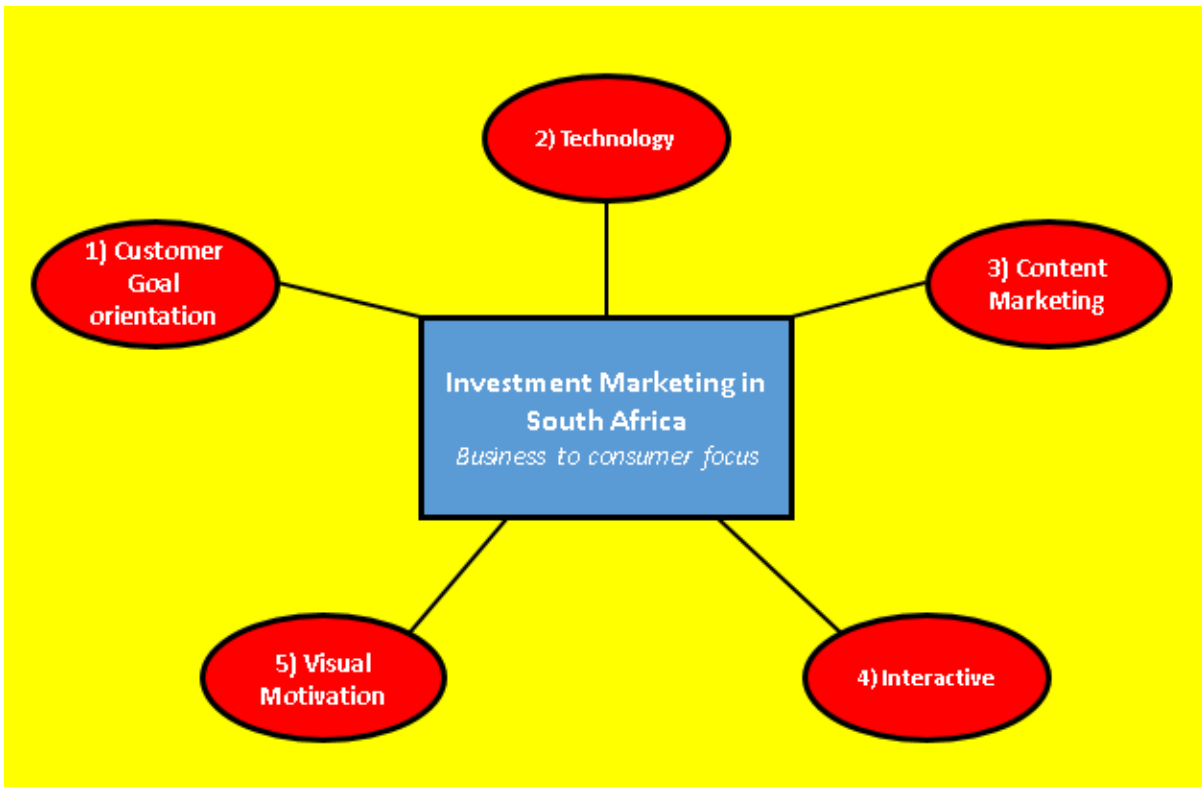 2) Technology
1) Customer
Goal
orientation
3) Content
Marketing
Investment Marketing in
South Africa
Business to consumer focus
5) Visual
Motivation
4) Interactive